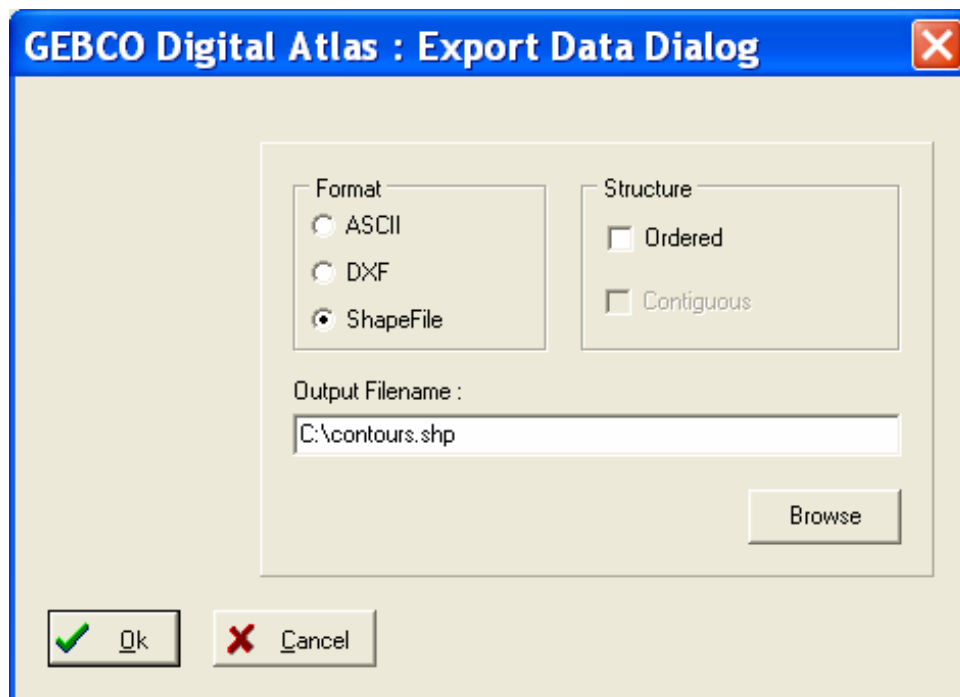 GEBCO Digital Atlas : Export Data Dialog
Format
ASCII
DXF
ShapeFile
Structure
Ordered
Contiguous
Output Filename :
C:\contours.shp
Browse
Ok
Cancel